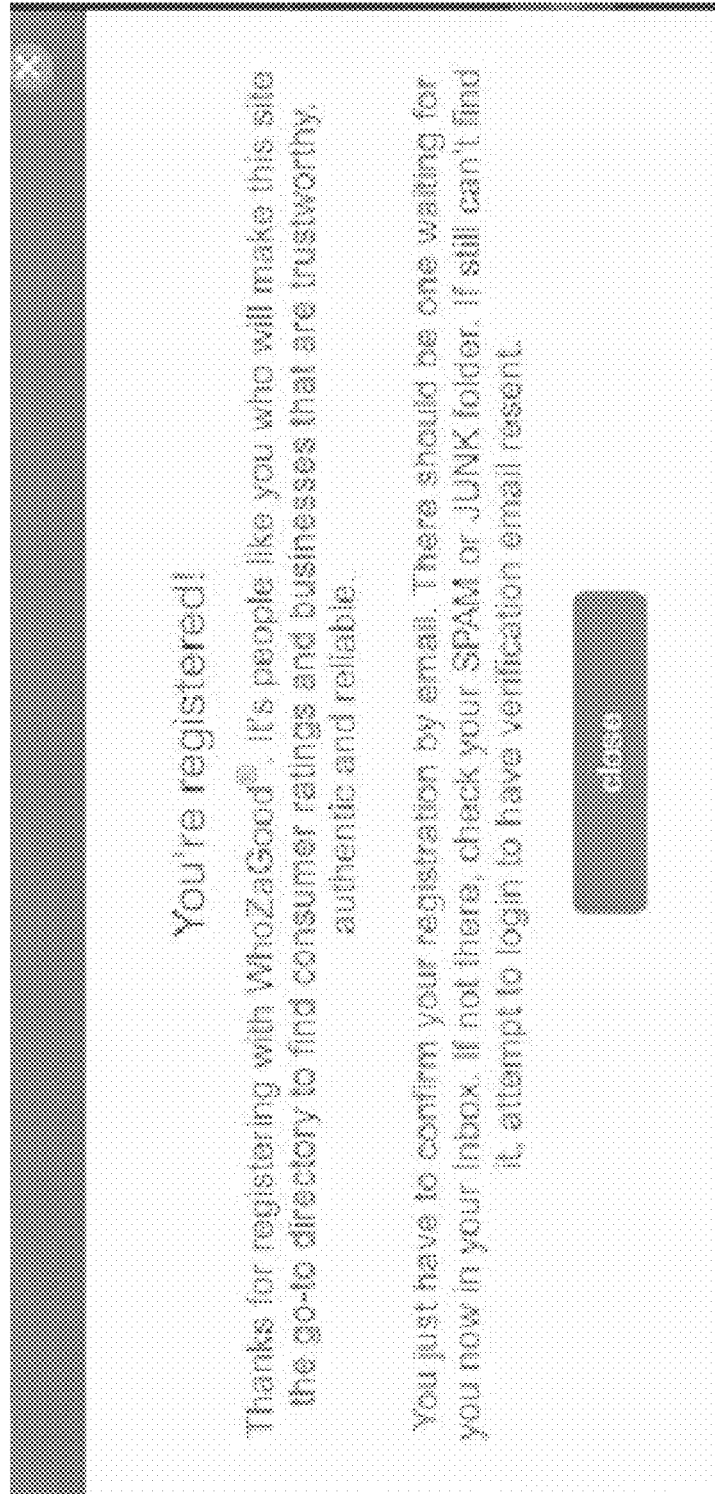 You're registered!
Thanks for registering with WhoZaGood®. It's people like you who will make this site
the go-to directory to find consumer ratings and businesses that are trustworthy,
authentic and reliable.
You just have to confirm your registration by email. There should be one waiting for
you now in your inbox. If not there, check your SPAM or JUNK folder. If still can't find
it, attempt to login to have verification email resent.
close